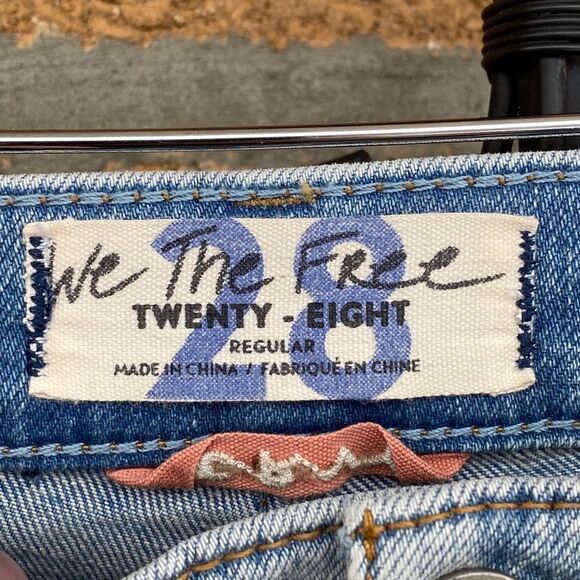 We The Free
28
TWENTY - EIGHT
REGULAR
MADE IN CHINA / FABRIQUÉ EN CHINE